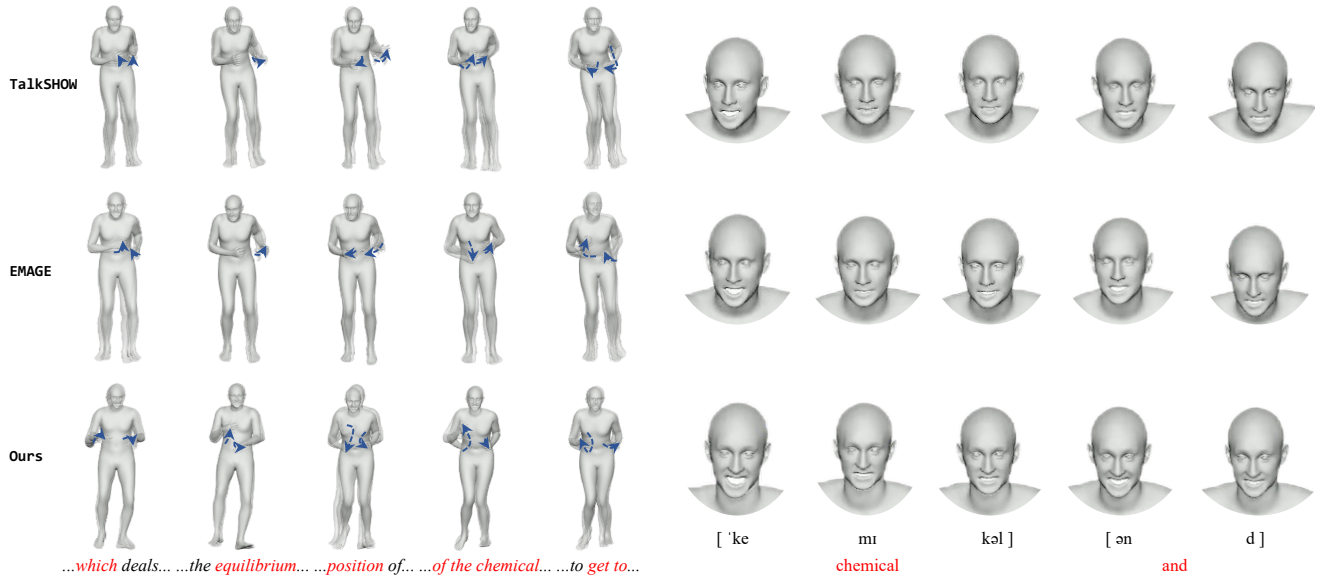 TalkSHOW
EMAGE
Ours
[ ˈke mɪ kəl ] [ ən d ]
...which deals... ...the equilibrium... ...position of... ...of the chemical... ...to get to... chemical and